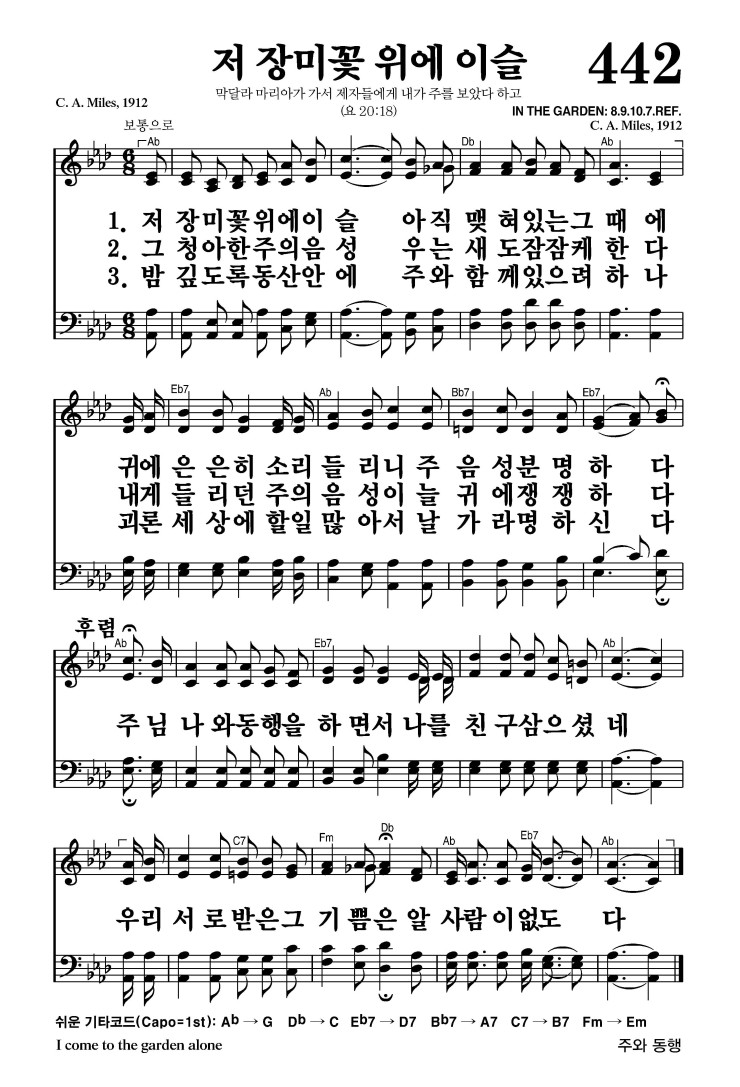 저 장미꽃 위에 이슬 442
막달라 마리아가 가서 제자들에게 내가 주를 보았다 하고
C. A. Miles, 1912 (요 20:18) IN THE GARDEN: 8.9.10.7.REF.
보통으로 C. A. Miles, 1912
Ab Db Ab
1. 저 장미꽃위에이 슬 아직 맺 혀있는그 때 에
2. 그 청아한주의음 성 우는 새 도잠잠케 한 다
3. 밤 깊도록동산안 에 주와 함 께있으려 하 나
Eb7 Ab Bb7 Eb7
귀에 은 은히 소리 들 리니 주 음 성분 명 하 다
내게 들 리던 주의 음 성이 늘 귀 에쟁 쟁 하 다
괴론 세 상에 할일 많 아서 날 가 라명 하 신 다
후렴
Ab Eb7 Ab
주 님 나 와동행을 하 면서 나를 친 구삼으 셨 네
C7 Fm Db Ab Eb7 Ab
우리 서 로받은그 기 쁨은 알 사람 이없도 다
쉬운 기타코드(Capo=1st): Ab → G Db → C Eb7 → D7 Bb7 → A7 C7 → B7 Fm → Em
I come to the garden alone 주와 동행